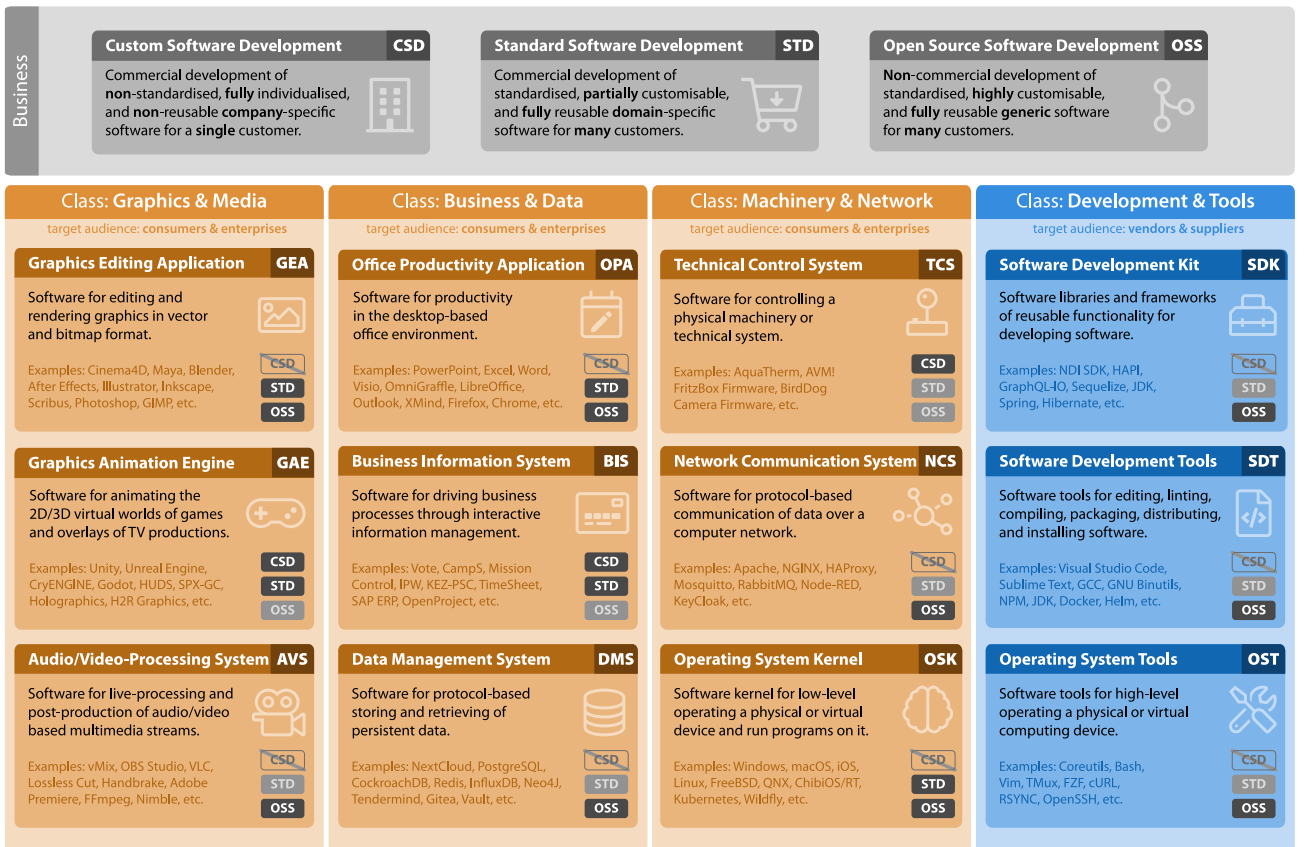 Business
Custom Software Development CSD
Commercial development of
non-standardised, fully individualised,
and non-reusable company-specific
software for a single customer.
Standard Software Development STD
Commercial development of
standardised, partially customisable,
and fully reusable domain-specific
software for many customers.
Open Source Software Development OSS
Non-commercial development of
standardised, highly customisable,
and fully reusable generic software
for many customers.
Class: Graphics & Media
target audience: consumers & enterprises
Graphics Editing Application GEA
Software for editing and
rendering graphics in vector
and bitmap format.
Examples: Cinema4D, Maya, Blender,
After Effects, Illustrator, Inkscape,
Scribus, Photoshop, GIMP, etc.
CSD
STD
OSS
Graphics Animation Engine GAE
Software for animating the
2D/3D virtual worlds of games
and overlays of TV productions.
Examples: Unity, Unreal Engine,
CryENGINE, Godot, HUDS, SPX-GC,
Holographics, H2R Graphics, etc.
CSD
STD
OSS
Audio/Video-Processing System AVS
Software for live-processing and
post-production of audio/video
based multimedia streams.
Examples: vMix, OBS Studio, VLC,
Lossless Cut, Handbrake, Adobe
Premiere, FFmpeg, Nimble, etc.
CSD
STD
OSS
Class: Business & Data
target audience: consumers & enterprises
Office Productivity Application OPA
Software for productivity
in the desktop-based
office environment.
Examples: PowerPoint, Excel, Word,
Visio, OmniGraffle, LibreOffice,
Outlook, XMind, Firefox, Chrome, etc.
CSD
STD
OSS
Business Information System BIS
Software for driving business
processes through interactive
information management.
Examples: Vote, CampS, Mission
Control, IPW, KEZ-PSC, TimeSheet,
SAP ERP, OpenProject, etc.
CSD
STD
OSS
Data Management System DMS
Software for protocol-based
storing and retrieving of
persistent data.
Examples: NextCloud, PostgreSQL,
CockroachDB, Redis, InfluxDB, Neo4J,
Tendermind, Gitea, Vault, etc.
CSD
STD
OSS
Class: Machinery & Network
target audience: consumers & enterprises
Technical Control System TCS
Software for controlling a
physical machinery or
technical system.
Examples: AquaTherm, AVM!
FritzBox Firmware, BirdDog
Camera Firmware, etc.
CSD
STD
OSS
Network Communication System NCS
Software for protocol-based
communication of data over a
computer network.
Examples: Apache, NGINX, HAProxy,
Mosquitto, RabbitMQ, Node-RED,
KeyCloak, etc.
CSD
STD
OSS
Operating System Kernel OSK
Software kernel for low-level
operating a physical or virtual
device and run programs on it.
Examples: Windows, macOS, iOS,
Linux, FreeBSD, QNX, ChibiOS/RT,
Kubernetes, Wildfly, etc.
CSD
STD
OSS
Class: Development & Tools
target audience: vendors & suppliers
Software Development Kit SDK
Software libraries and frameworks
of reusable functionality for
developing software.
Examples: NDI SDK, HAPI,
GraphQL-IO, Sequelize, JDK,
Spring, Hibernate, etc.
CSD
STD
OSS
Software Development Tools SDT
Software tools for editing, linting,
compiling, packaging, distributing,
and installing software.
Examples: Visual Studio Code,
Sublime Text, GCC, GNU Binutils,
NPM, JDK, Docker, Helm, etc.
CSD
STD
OSS
Operating System Tools OST
Software tools for high-level
operating a physical or virtual
computing device.
Examples: Coreutils, Bash,
Vim, TMux, FZF, cURL,
RSYNC, OpenSSH, etc.
CSD
STD
OSS